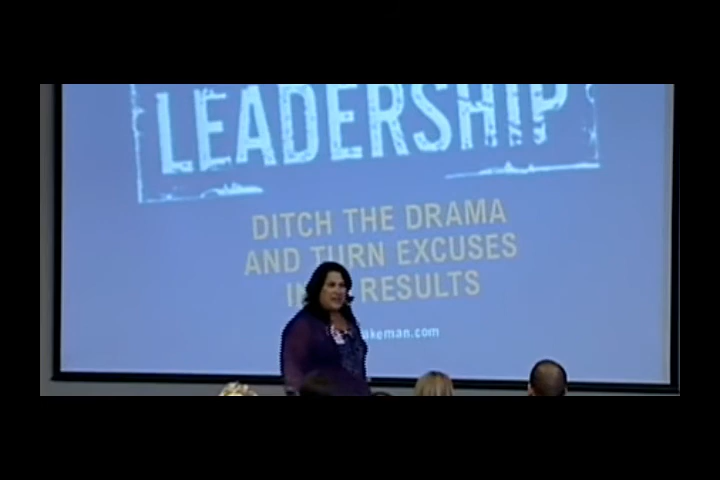 LEADERSHIP
DITCH THE DRAMA
AND TURN EXCUSES
RESULTS
akeman.com